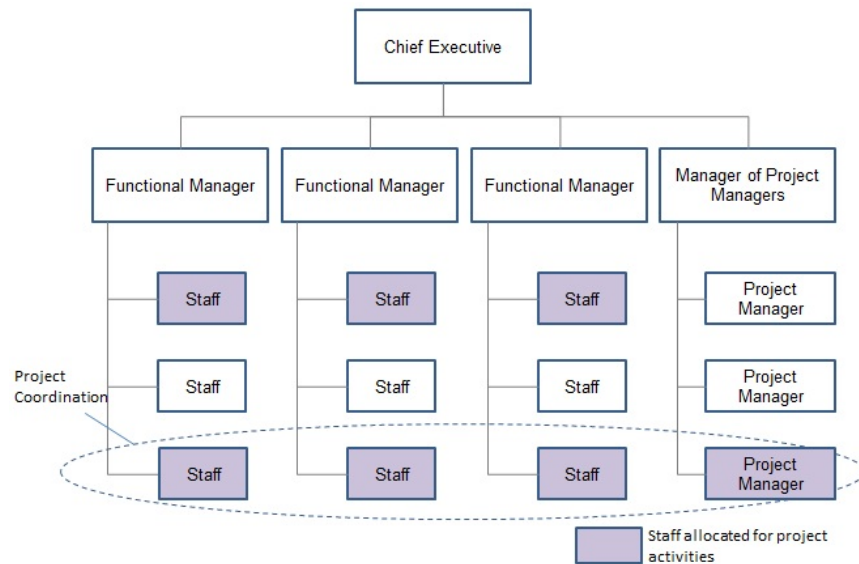 Chief Executive
Functional Manager
Functional Manager
Functional Manager
Manager of Project
Managers
Staff
Staff
Staff
Project
Manager
Staff
Staff
Staff
Project
Manager
Project
Coordination
Staff
Staff
Staff
Project
Manager
Staff allocated for project
activities